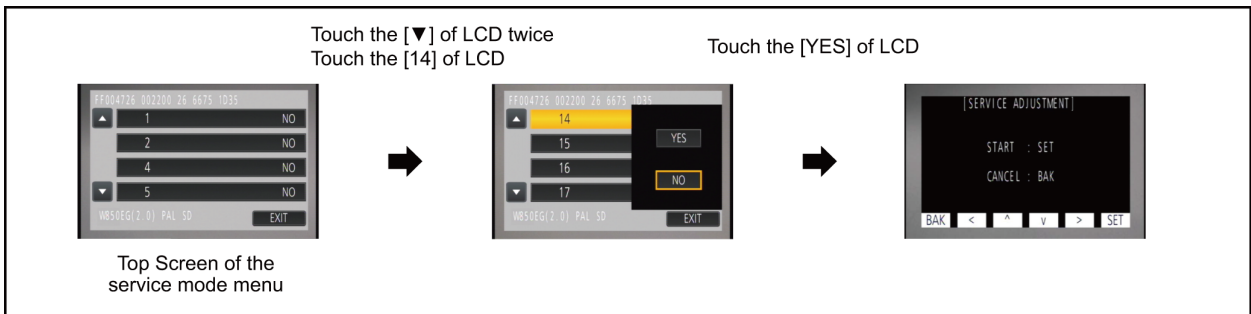 Touch the [▼] of LCD twice
Touch the [14] of LCD
Touch the [YES] of LCD
FF004726 002200 26 6675 1D35
▲ 1 NO
2 NO
4 NO
▼ 5 NO
W850EG(2.0) PAL SD EXIT
FF004726 002200 26 6675 1D35
▲ 14
15
16
▼ 17
YES
NO
W850EG(2.0) PAL SD EXIT
[SERVICE ADJUSTMENT]
START : SET
CANCEL : BAK
BAK < ^ v > SET
Top Screen of the
service mode menu